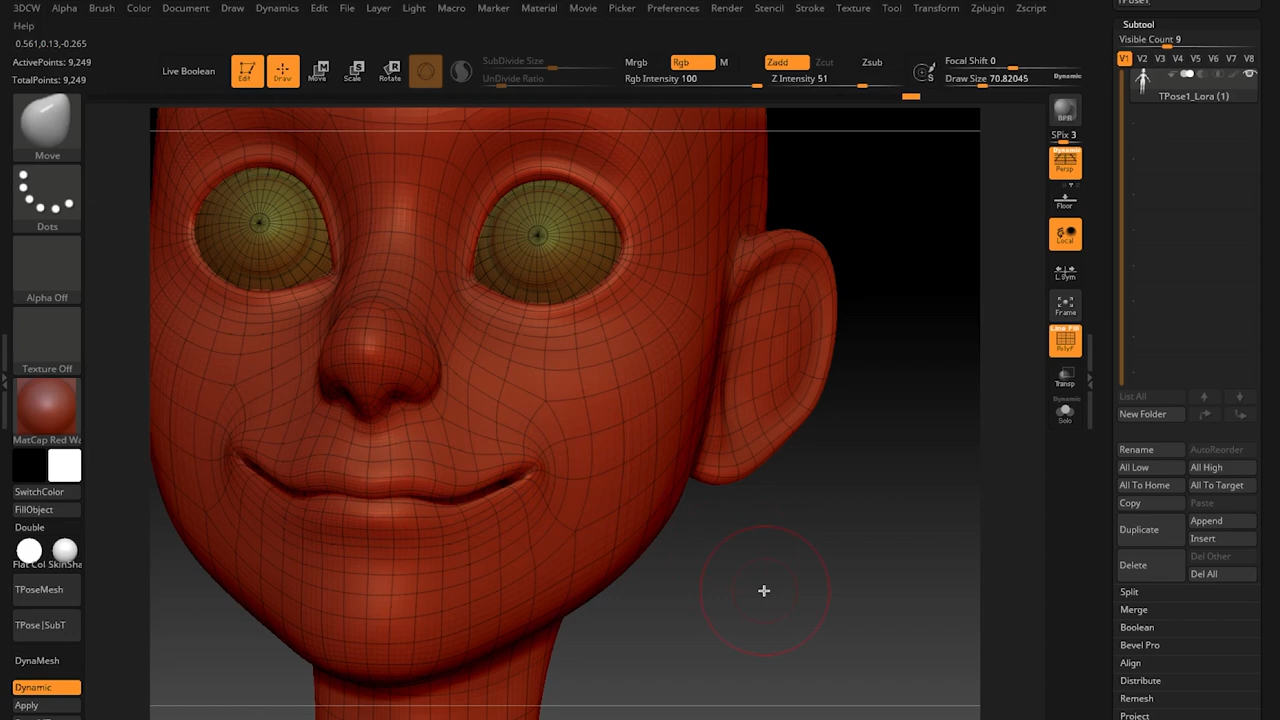 3DCW Alpha Brush Macro Color Document Draw Dynamics Edit File Layer Light Macro Marker Material Movie Picker Preferences Render Stencil Stroke Texture Tool Transform Zplugin Zscript
Help
0.561,0.13,-0.265
ActivePoints: 9,249
TotalPoints: 9,249
Live Boolean
Edit
Draw
Move
Scale
Rotate
SubDivide Size
UnDivide Ratio
Mrgb Rgb M
Rgb Intensity 100
Zadd Zcut Zsub
Z Intensity 51
S
Focal Shift 0
Draw Size 70.82045
Dynamic
Move
Dots
Alpha Off
Texture Off
MatCap Red Wa
SwitchColor
FillObject
Double
Flat Col SkinSha
TPoseMesh
TPose|SubT
DynaMesh
Dynamic
Apply
BPR
SPix 3
Dynamic
Persp
Floor
Local
L.Sym
Frame
Line Fill
PolyF
Transp
Dynamic
Solo
Subtool
Visible Count 9
V1 V2 V3 V4 V5 V6 V7 V8
TPose1_Lora (1)
List All
New Folder
Rename AutoReorder
All Low All High
All To Home All To Target
Copy Paste
Duplicate
Append
Insert
Delete
Del Other
Del All
Split
Merge
Boolean
Bevel Pro
Align
Distribute
Remesh
Project